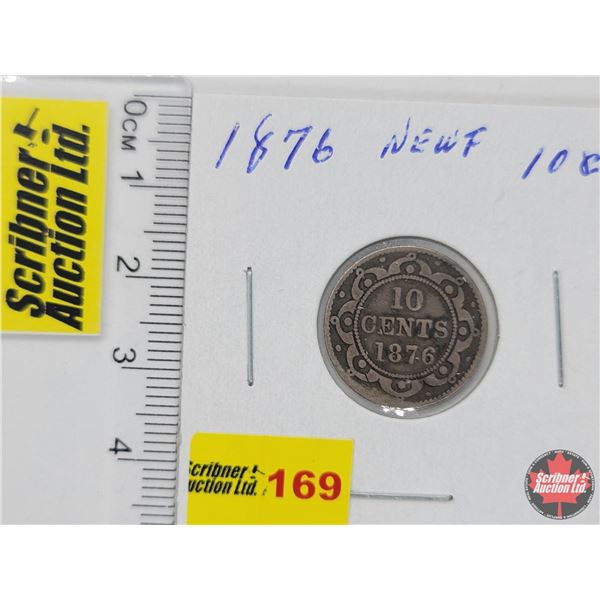 Scribner
Auction Ltd.
0CM 1 2 3 4
1876 NEWF 10¢
10
CENTS
1876
Scribner
Auction Ltd.
169
Scribner
Auction Ltd.